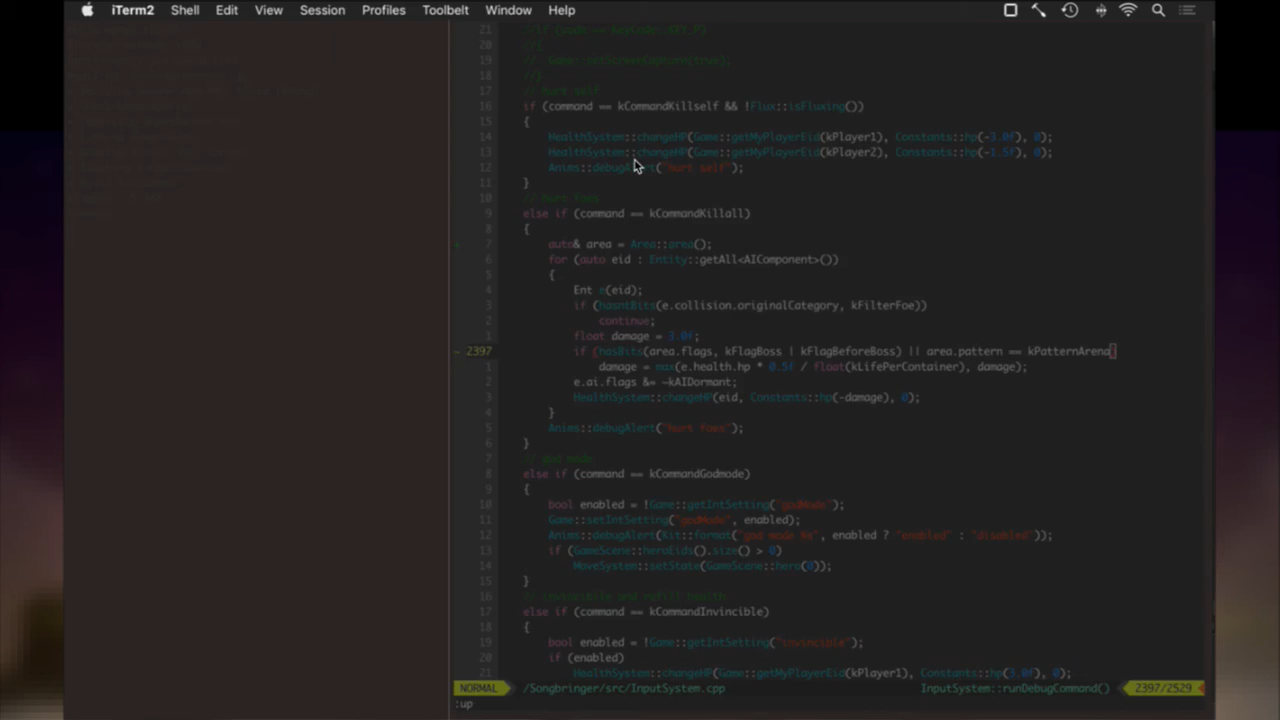 iTerm2 Shell Edit View Session Profiles Toolbelt Window Help
21
20 //{
19
18 //}
17 // hurt self
16 if (command == kCommandKillself && !Flux::isFluxing())
15 {
14 HealthSystem::changeHP(Game::getMyPlayerEid(kPlayer1), Constants::hp(-3.0f), 0);
13 HealthSystem::changeHP(Game::getMyPlayerEid(kPlayer2), Constants::hp(-1.5f), 0);
12 Anims::debugAlert("hurt self");
11 }
10 // hurt foes
9 else if (command == kCommandKillall)
8 {
7 auto& area = Area::area();
6 for (auto eid : Entity::getAll<AIComponent>())
5 {
4 Ent e(eid);
3 if (hasntBits(e.collision.originalCategory, kFilterFoe))
2 continue;
1 float damage = 3.0f;
~ 2397 if (hasBits(area.flags, kFlagBoss | kFlagBeforeBoss) || area.pattern == kPatternArena)
1 damage = max(e.health.hp * 0.5f / float(kLifePerContainer), damage);
2 e.ai.flags &= ~kAIDormant;
3 HealthSystem::changeHP(eid, Constants::hp(-damage), 0);
4 }
5 Anims::debugAlert("hurt foes");
6 }
7 // god mode
8 else if (command == kCommandGodmode)
9 {
10 bool enabled = !Game::getIntSetting("godMode");
11 Game::setIntSetting("godMode", enabled);
12 Anims::debugAlert(Kit::format("god mode %s", enabled ? "enabled" : "disabled"));
13 if (GameScene::heroEids().size() > 0)
14 MoveSystem::setState(GameScene::hero(0));
15 }
16 // invincibile and refill health
17 else if (command == kCommandInvincible)
18 {
19 bool enabled = !Game::getIntSetting("invincible");
20 if (enabled)
21 HealthSystem::changeHP(Game::getMyPlayerEid(kPlayer1), Constants::hp(3.0f), 0);
NORMAL /Songbringer/src/InputSystem.cpp InputSystem::runDebugCommand() 2397/2529
:up